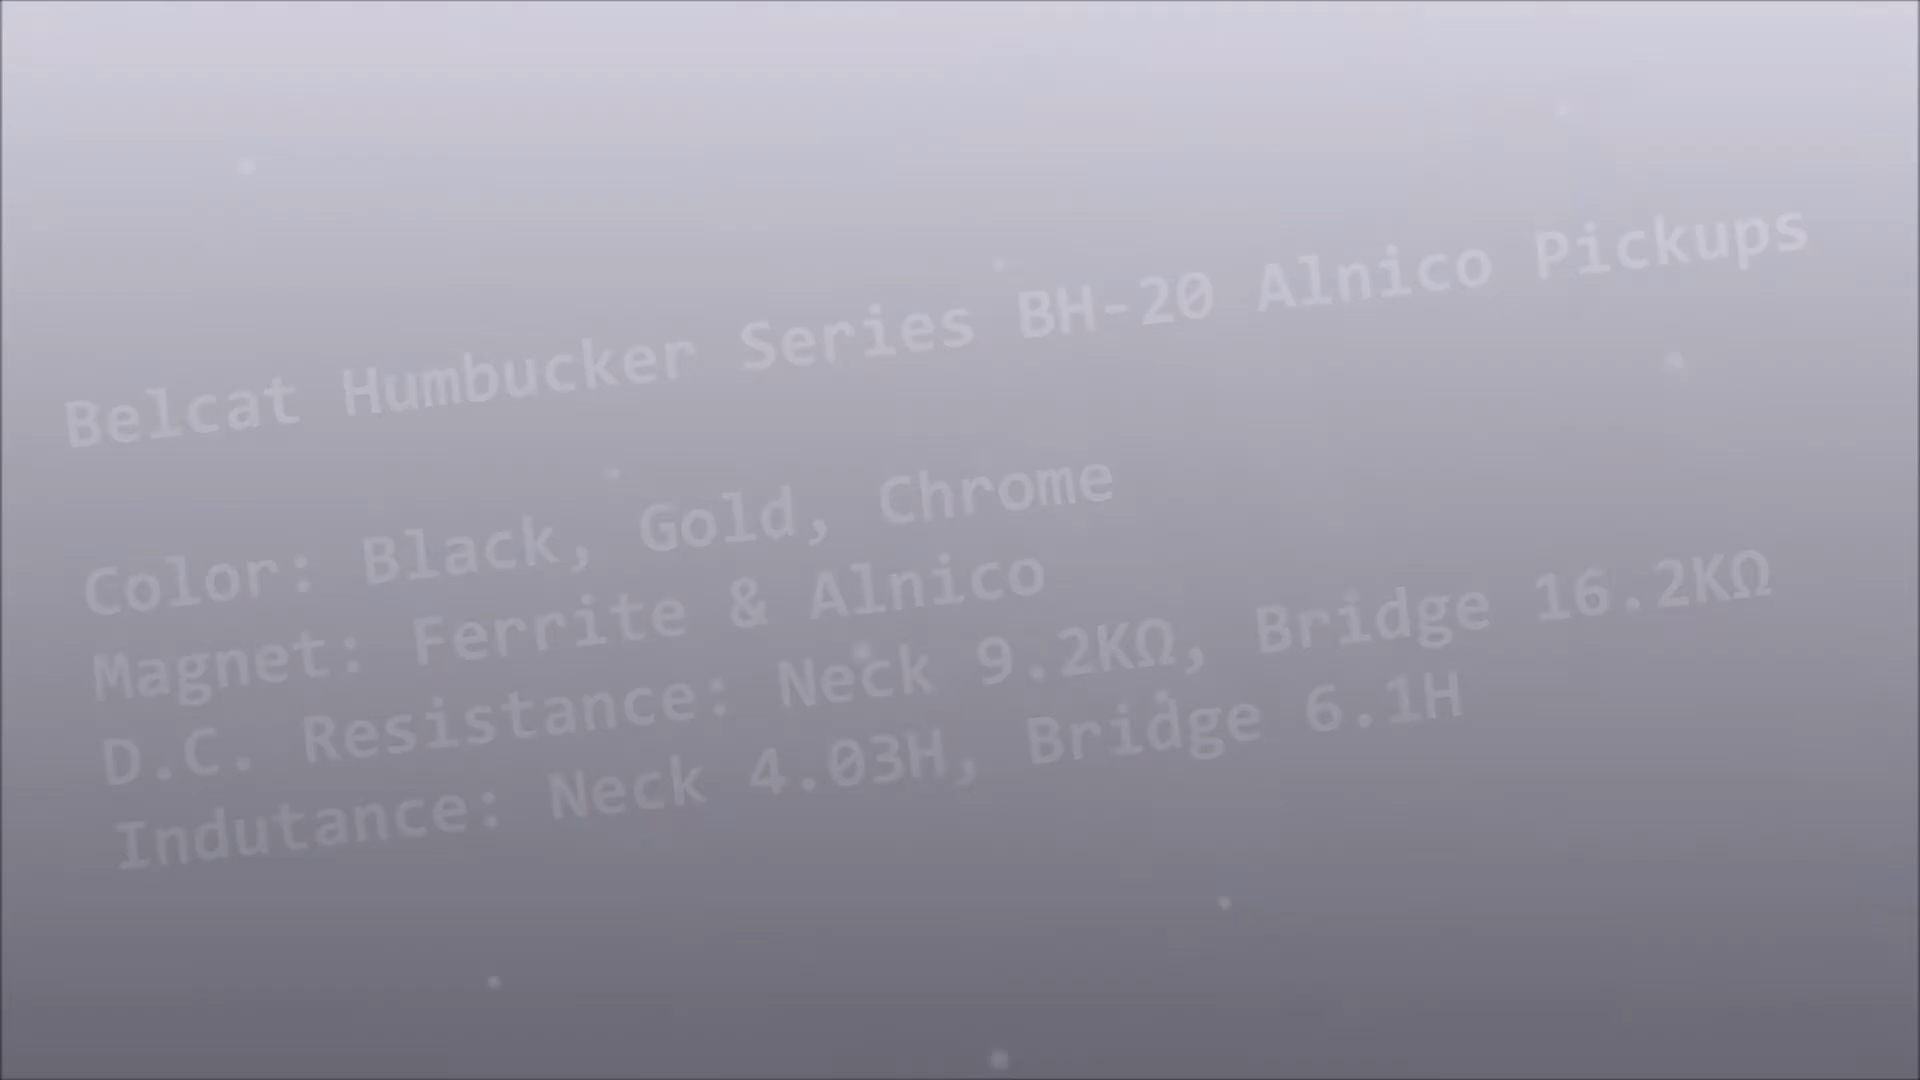 Belcat Humbucker Series BH-20 Alnico Pickups
Color: Black, Gold, Chrome
Magnet: Ferrite & Alnico
D.C. Resistance: Neck 9.2KΩ, Bridge 16.2KΩ
Indutance: Neck 4.03H, Bridge 6.1H